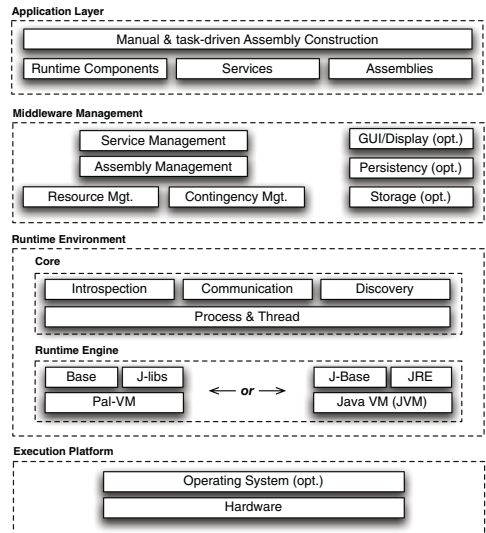 Application Layer
Manual & task-driven Assembly Construction
Runtime Components
Services
Assemblies
Middleware Management
Service Management
GUI/Display (opt.)
Assembly Management
Persistency (opt.)
Resource Mgt.
Contingency Mgt.
Storage (opt.)
Runtime Environment
Core
Introspection
Communication
Discovery
Process & Thread
Runtime Engine
Base
J-libs
or
J-Base
JRE
Pal-VM
Java VM (JVM)
Execution Platform
Operating System (opt.)
Hardware